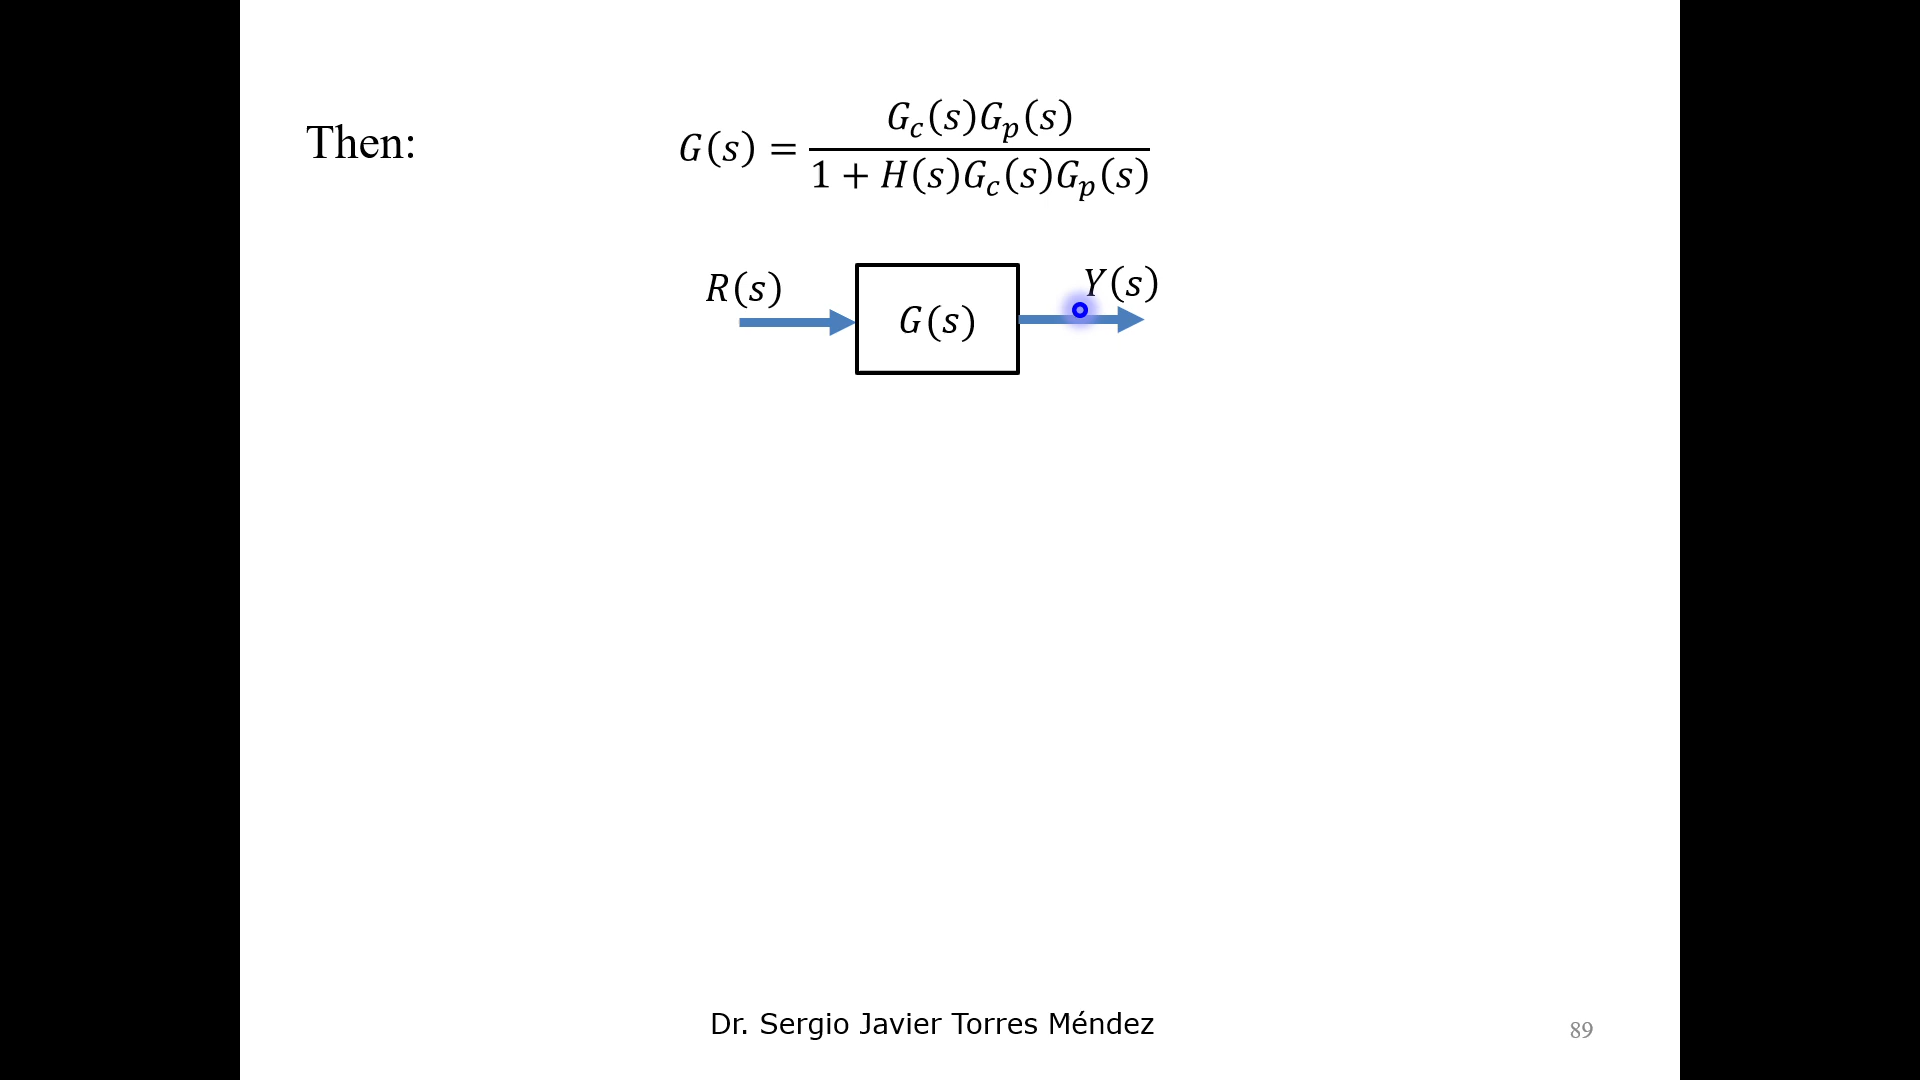 Then:
G(s) = G_c(s)G_p(s) / 1 + H(s)G_c(s)G_p(s)
R(s)
G(s)
Y(s)
Dr. Sergio Javier Torres Méndez
89